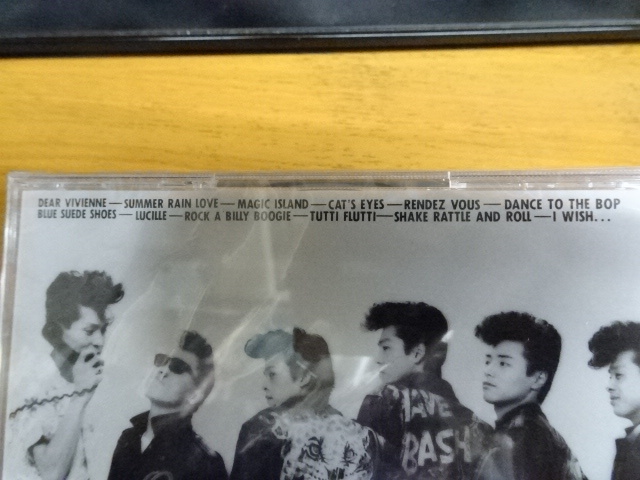 DEAR VIVIENNE — SUMMER RAIN LOVE — MAGIC ISLAND — CAT'S EYES — RENDEZ VOUS — DANCE TO THE BOP
BLUE SUEDE SHOES — LUCILLE — ROCK A BILLY BOOGIE — TUTTI FLUTTI — SHAKE RATTLE AND ROLL — I WISH...
BASH